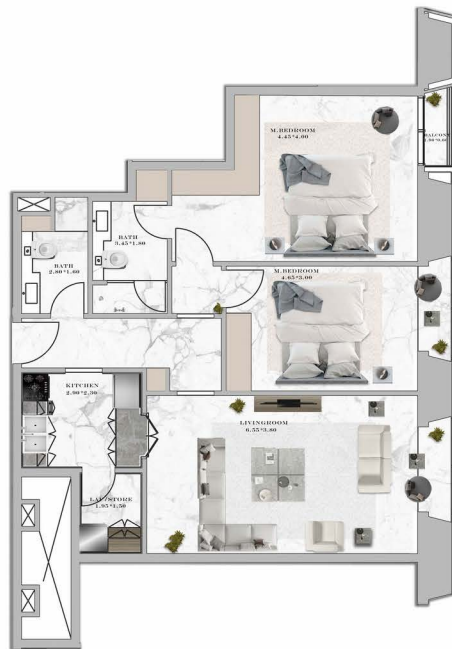 M.BEDROOM
4.45*4.00
BALCONY
BATH
3.45*1.80
BATH
2.80*1.60
M.BEDROOM
4.65*3.00
KITCHEN
2.90*2.30
LIVINGROOM
6.55*3.80
LAU/STORE
1.95*1.50